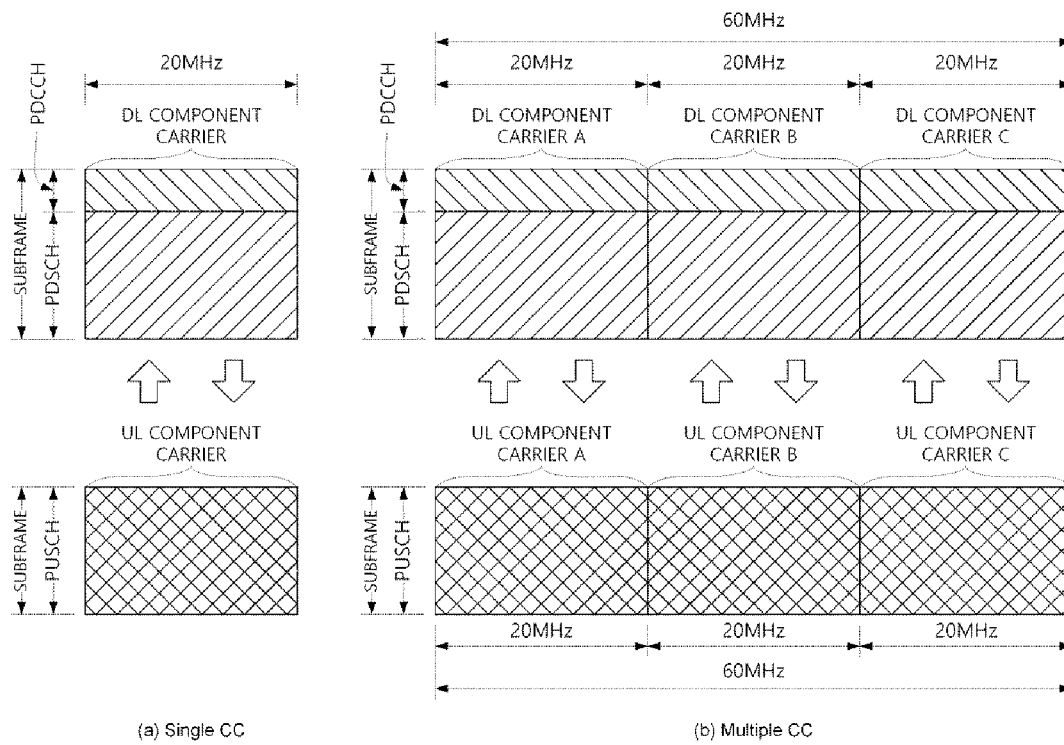 60MHz
20MHz
20MHz
20MHz
20MHz
PDCCH
PDCCH
DL COMPONENT
CARRIER
DL COMPONENT
CARRIER A
DL COMPONENT
CARRIER B
DL COMPONENT
CARRIER C
SUBFRAME
PDSCH
SUBFRAME
PDSCH
UL COMPONENT
CARRIER
UL COMPONENT
CARRIER A
UL COMPONENT
CARRIER B
UL COMPONENT
CARRIER C
SUBFRAME
PUSCH
SUBFRAME
PUSCH
20MHz
20MHz
20MHz
60MHz
(a) Single CC
(b) Multiple CC